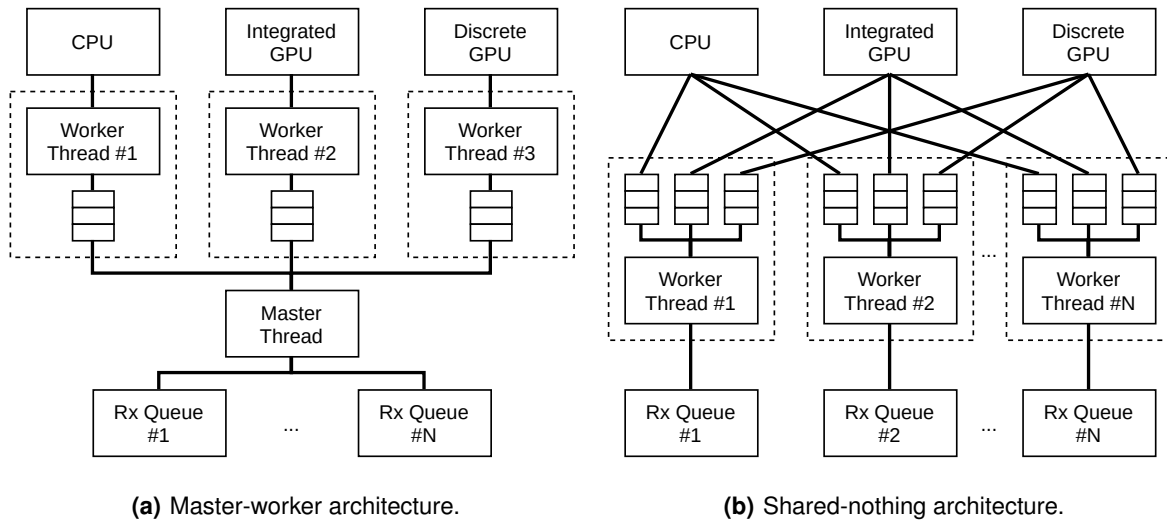 CPU
Integrated
GPU
Discrete
GPU
Worker
Thread #1
Worker
Thread #2
Worker
Thread #3
Master
Thread
Rx Queue
#1
...
Rx Queue
#N
(a) Master-worker architecture.
CPU
Integrated
GPU
Discrete
GPU
Worker
Thread #1
Worker
Thread #2
...
Worker
Thread #N
Rx Queue
#1
Rx Queue
#2
...
Rx Queue
#N
(b) Shared-nothing architecture.